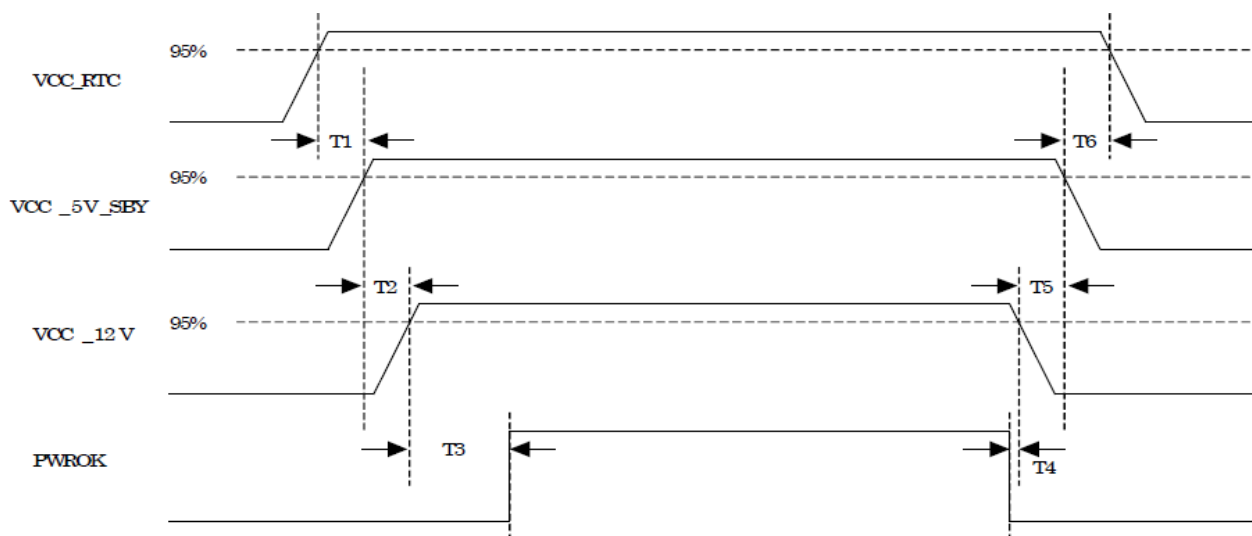 95%
VCC_RTC
T1
T6
95%
VCC _5V_SBY
T2
T5
95%
VCC _12 V
T3
PWROK
T4